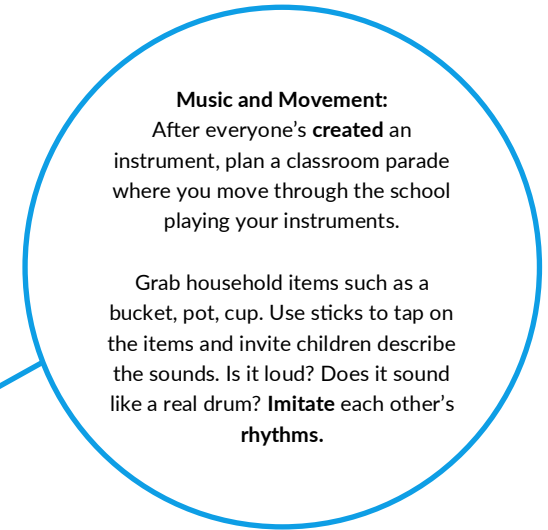 Music and Movement:
After everyone’s created an
instrument, plan a classroom parade
where you move through the school
playing your instruments.
Grab household items such as a
bucket, pot, cup. Use sticks to tap on
the items and invite children describe
the sounds. Is it loud? Does it sound
like a real drum? Imitate each other’s
rhythms.